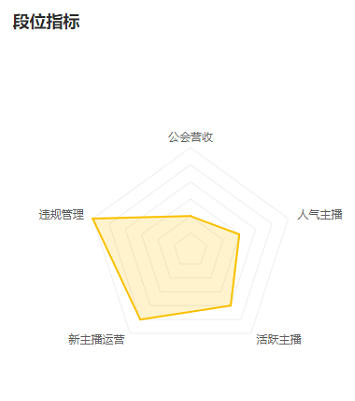 段位指标
公会营收
违规管理
人气主播
新主播运营
活跃主播